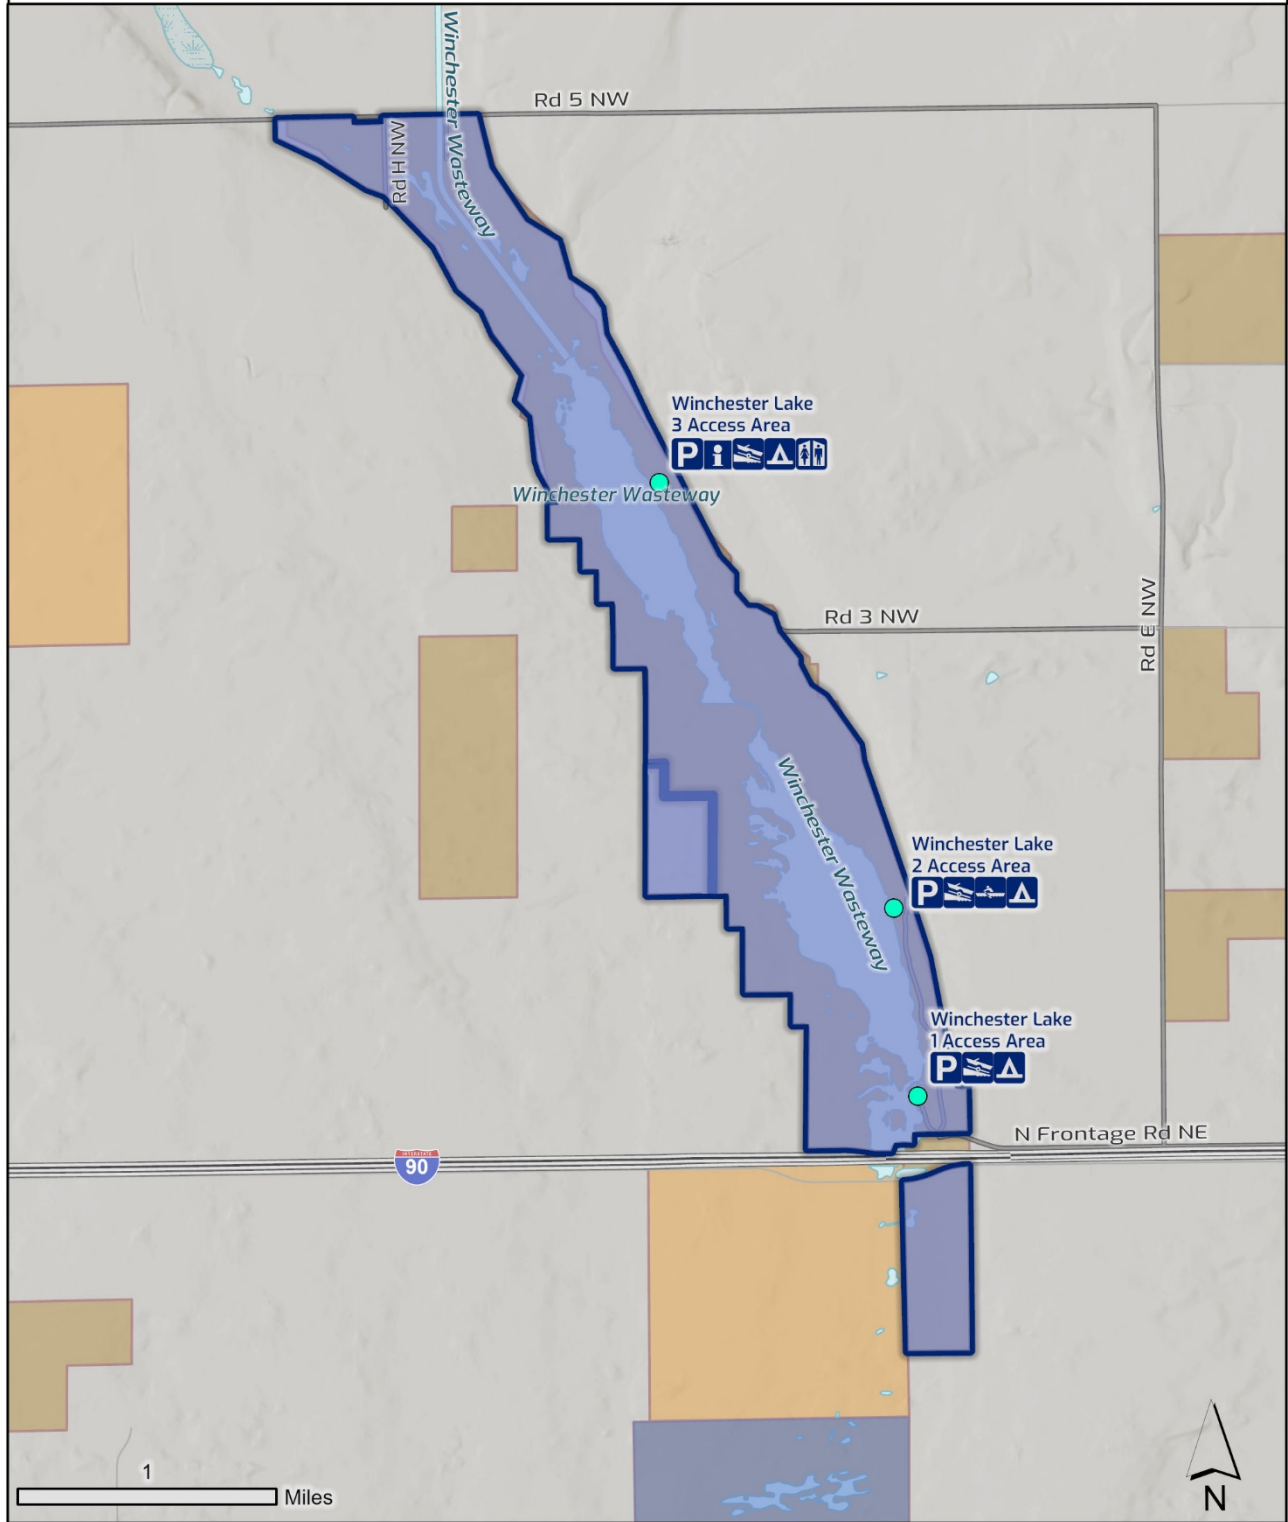 Winchester Wasteway
Rd 5 NW
Rd H NW
Winchester Lake
3 Access Area
P i
Winchester Wasteway
Rd 3 NW
Rd E NW
Winchester Wasteway
Winchester Lake
2 Access Area
P
Winchester Lake
1 Access Area
P
N Frontage Rd NE
INTERSTATE
90
1
Miles
N